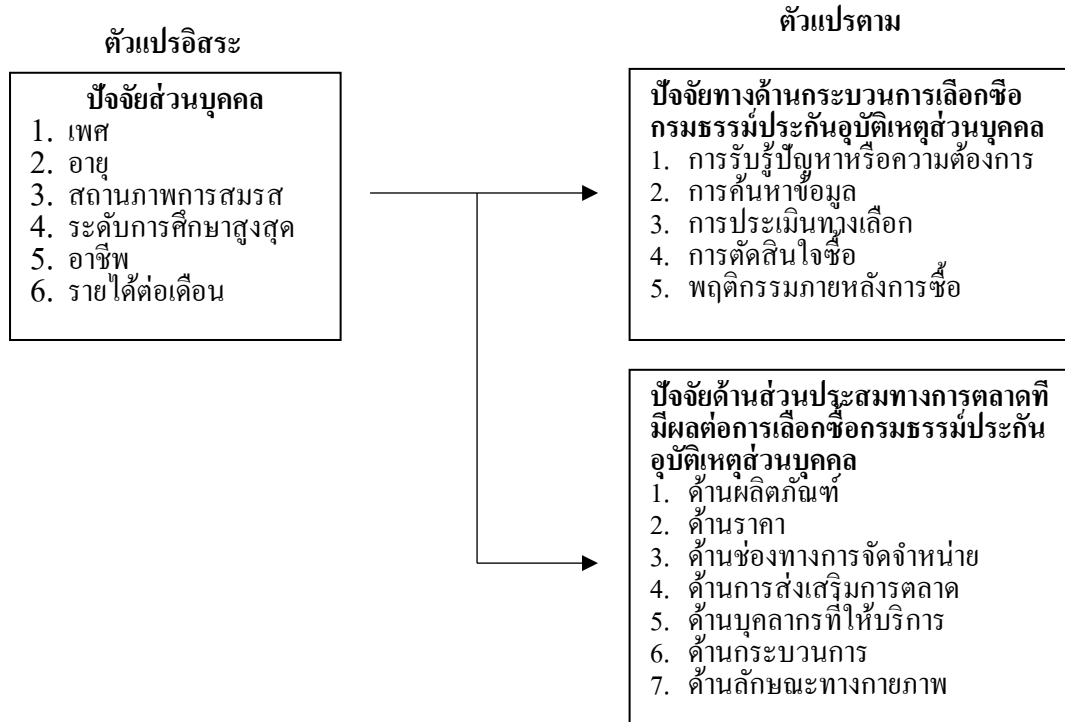 ตัวแปรอิสระ
ปัจจัยส่วนบุคคล
1. เพศ
2. อายุ
3. สถานภาพการสมรส
4. ระดับการศึกษาสูงสุด
5. อาชีพ
6. รายได้ต่อเดือน
ตัวแปรตาม
ปัจจัยทางด้านกระบวนการเลือกซือ
กรมธรรม์ประกันอุบัติเหตุส่วนบุคคล
1. การรับรู้ปัญหาหรือความต้องการ
2. การค้นหาข้อมูล
3. การประเมินทางเลือก
4. การตัดสินใจซื้อ
5. พฤติกรรมภายหลังการซื้อ
ปัจจัยด้านส่วนประสมทางการตลาดที
มีผลต่อการเลือกซื้อกรมธรรม์ประกัน
อุบัติเหตุส่วนบุคคล
1. ด้านผลิตภัณฑ์
2. ด้านราคา
3. ด้านช่องทางการจัดจำหน่าย
4. ด้านการส่งเสริมการตลาด
5. ด้านบุคลากรที่ให้บริการ
6. ด้านกระบวนการ
7. ด้านลักษณะทางกายภาพ